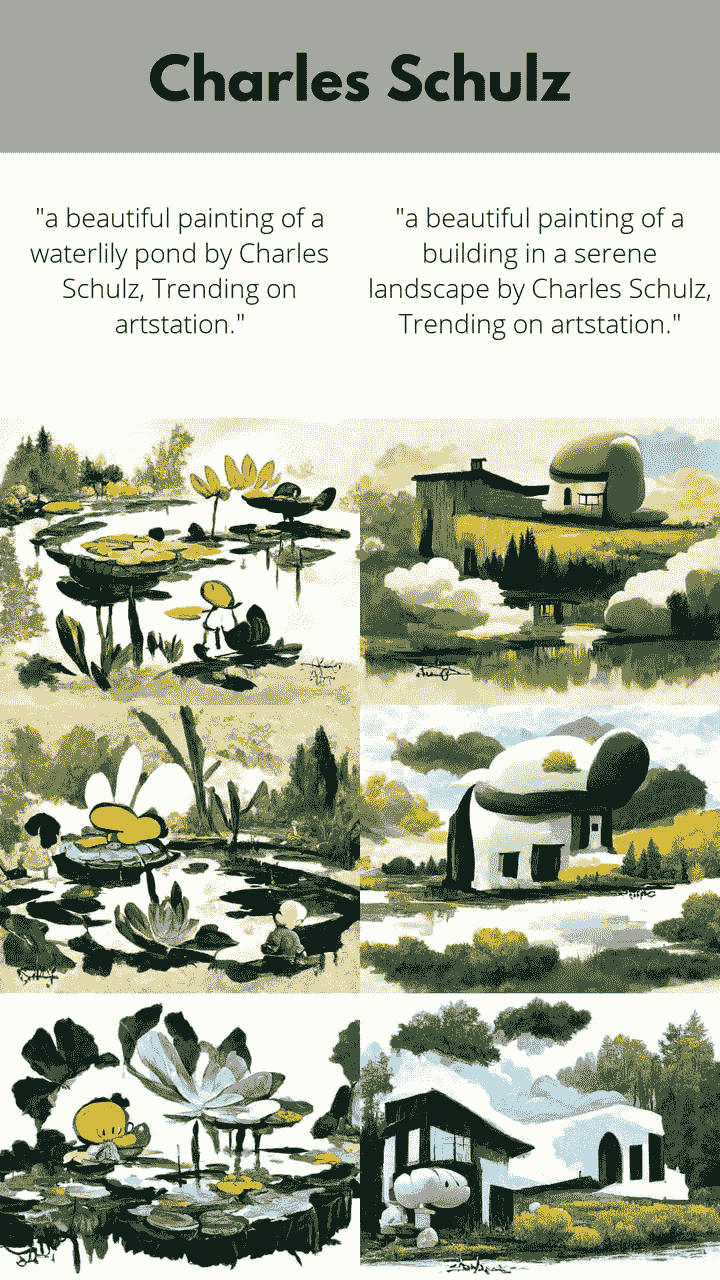 Charles Schulz
"a beautiful painting of a
waterlily pond by Charles
Schulz, Trending on
artstation."
"a beautiful painting of a
building in a serene
landscape by Charles Schulz,
Trending on artstation."